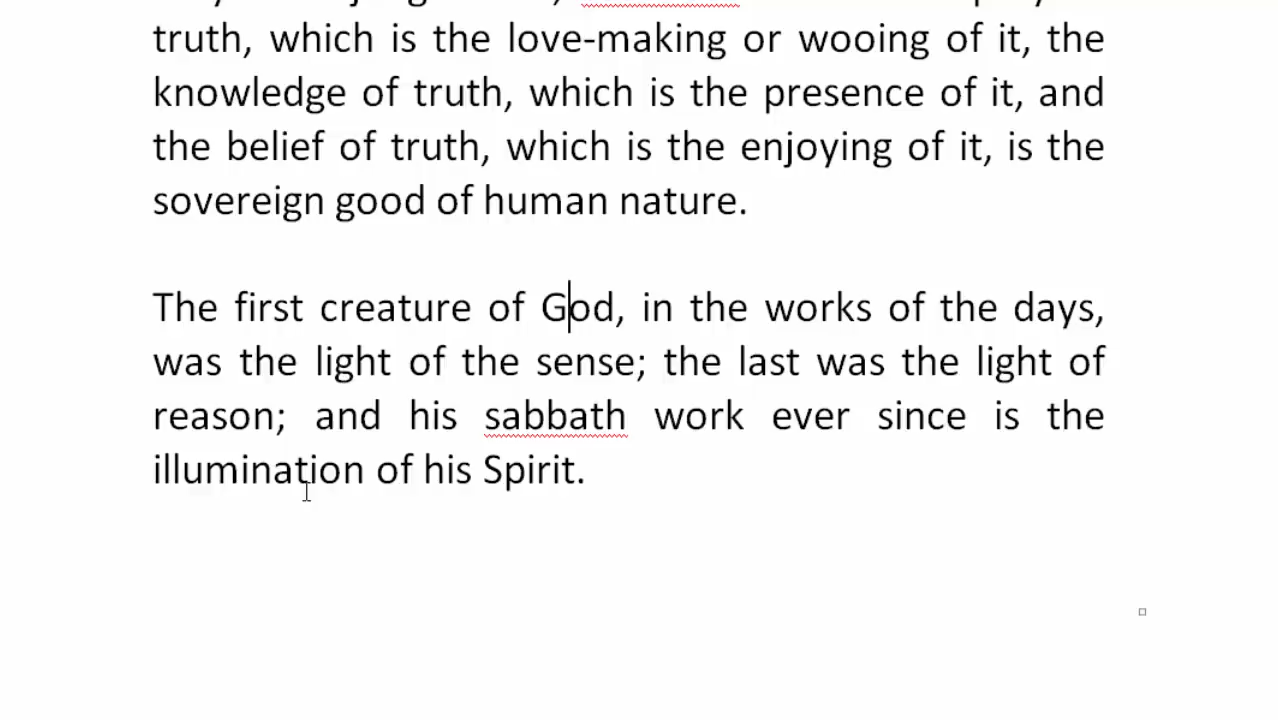 truth, which is the love-making or wooing of it, the
knowledge of truth, which is the presence of it, and
the belief of truth, which is the enjoying of it, is the
sovereign good of human nature.
The first creature of God, in the works of the days,
was the light of the sense; the last was the light of
reason; and his sabbath work ever since is the
illumination of his Spirit.